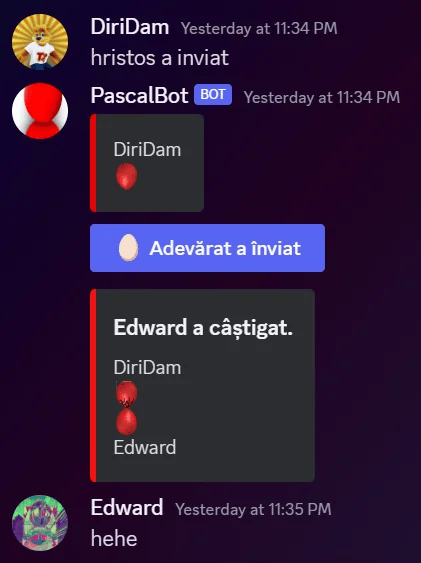 DiriDam Yesterday at 11:34 PM
hristos a inviat
PascalBot BOT Yesterday at 11:34 PM
DiriDam
Adevărat a înviat
Edward a câștigat.
DiriDam
Edward
Edward Yesterday at 11:35 PM
hehe